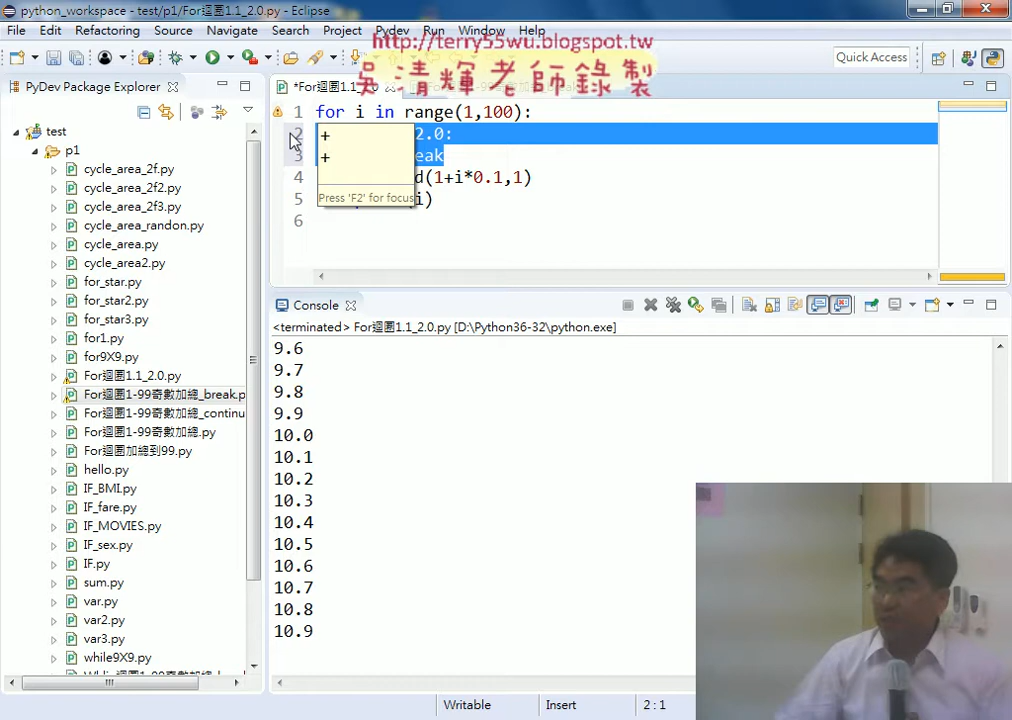 python_workspace - test/p1/For迴圈1.1_2.0.py - Eclipse
File Edit Refactoring Source Navigate Search Project Pydev Run Window Help
http://terry55wu.blogspot.tw
Quick Access
吳清輝老師錄製
PyDev Package Explorer
*For迴圈1.1_2.0
1 for i in range(1,100):
2 2.0:
3 eak
4 d(1+i*0.1,1)
5 i)
6
+
+
Press 'F2' for focus
test
p1
cycle_area_2f.py
cycle_area_2f2.py
cycle_area_2f3.py
cycle_area_randon.py
cycle_area.py
cycle_area2.py
for_star.py
for_star2.py
for_star3.py
for1.py
for9X9.py
For迴圈1.1_2.0.py
For迴圈1-99奇數加總_break.p
For迴圈1-99奇數加總_continu
For迴圈1-99奇數加總.py
For迴圈加總到99.py
hello.py
IF_BMI.py
IF_fare.py
IF_MOVIES.py
IF_sex.py
IF.py
sum.py
var.py
var2.py
var3.py
while9X9.py
Console
<terminated> For迴圈1.1_2.0.py [D:\Python36-32\python.exe]
9.6
9.7
9.8
9.9
10.0
10.1
10.2
10.3
10.4
10.5
10.6
10.7
10.8
10.9
Writable Insert 2:1